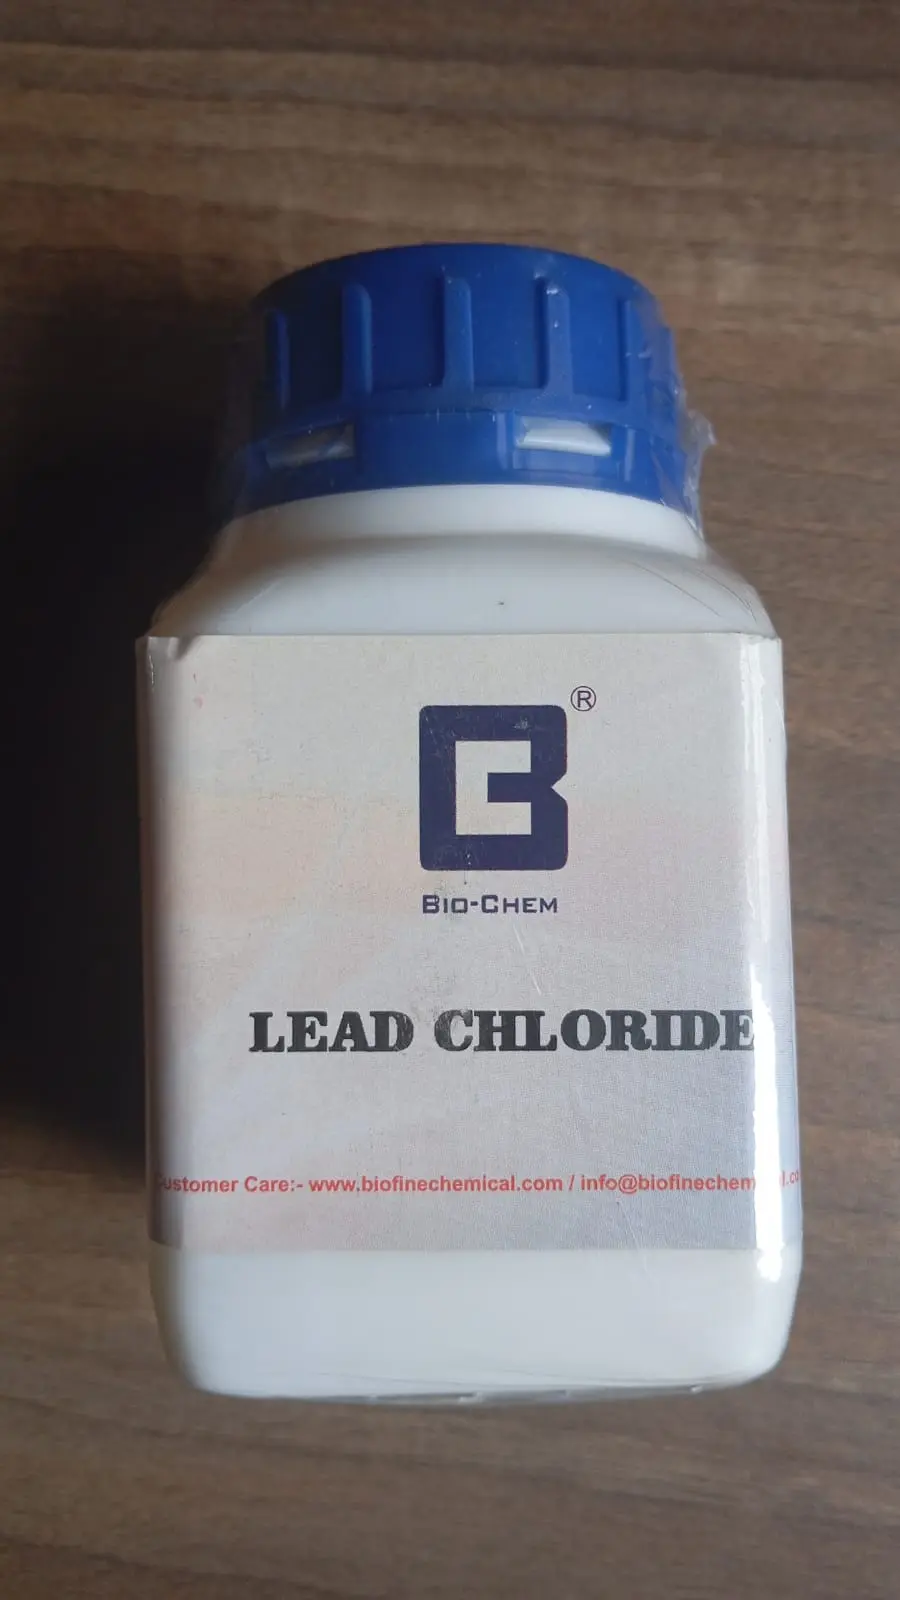 ®
BIO-CHEM
LEAD CHLORIDE
Customer Care:- www.biofinechemical.com / info@biofinechem